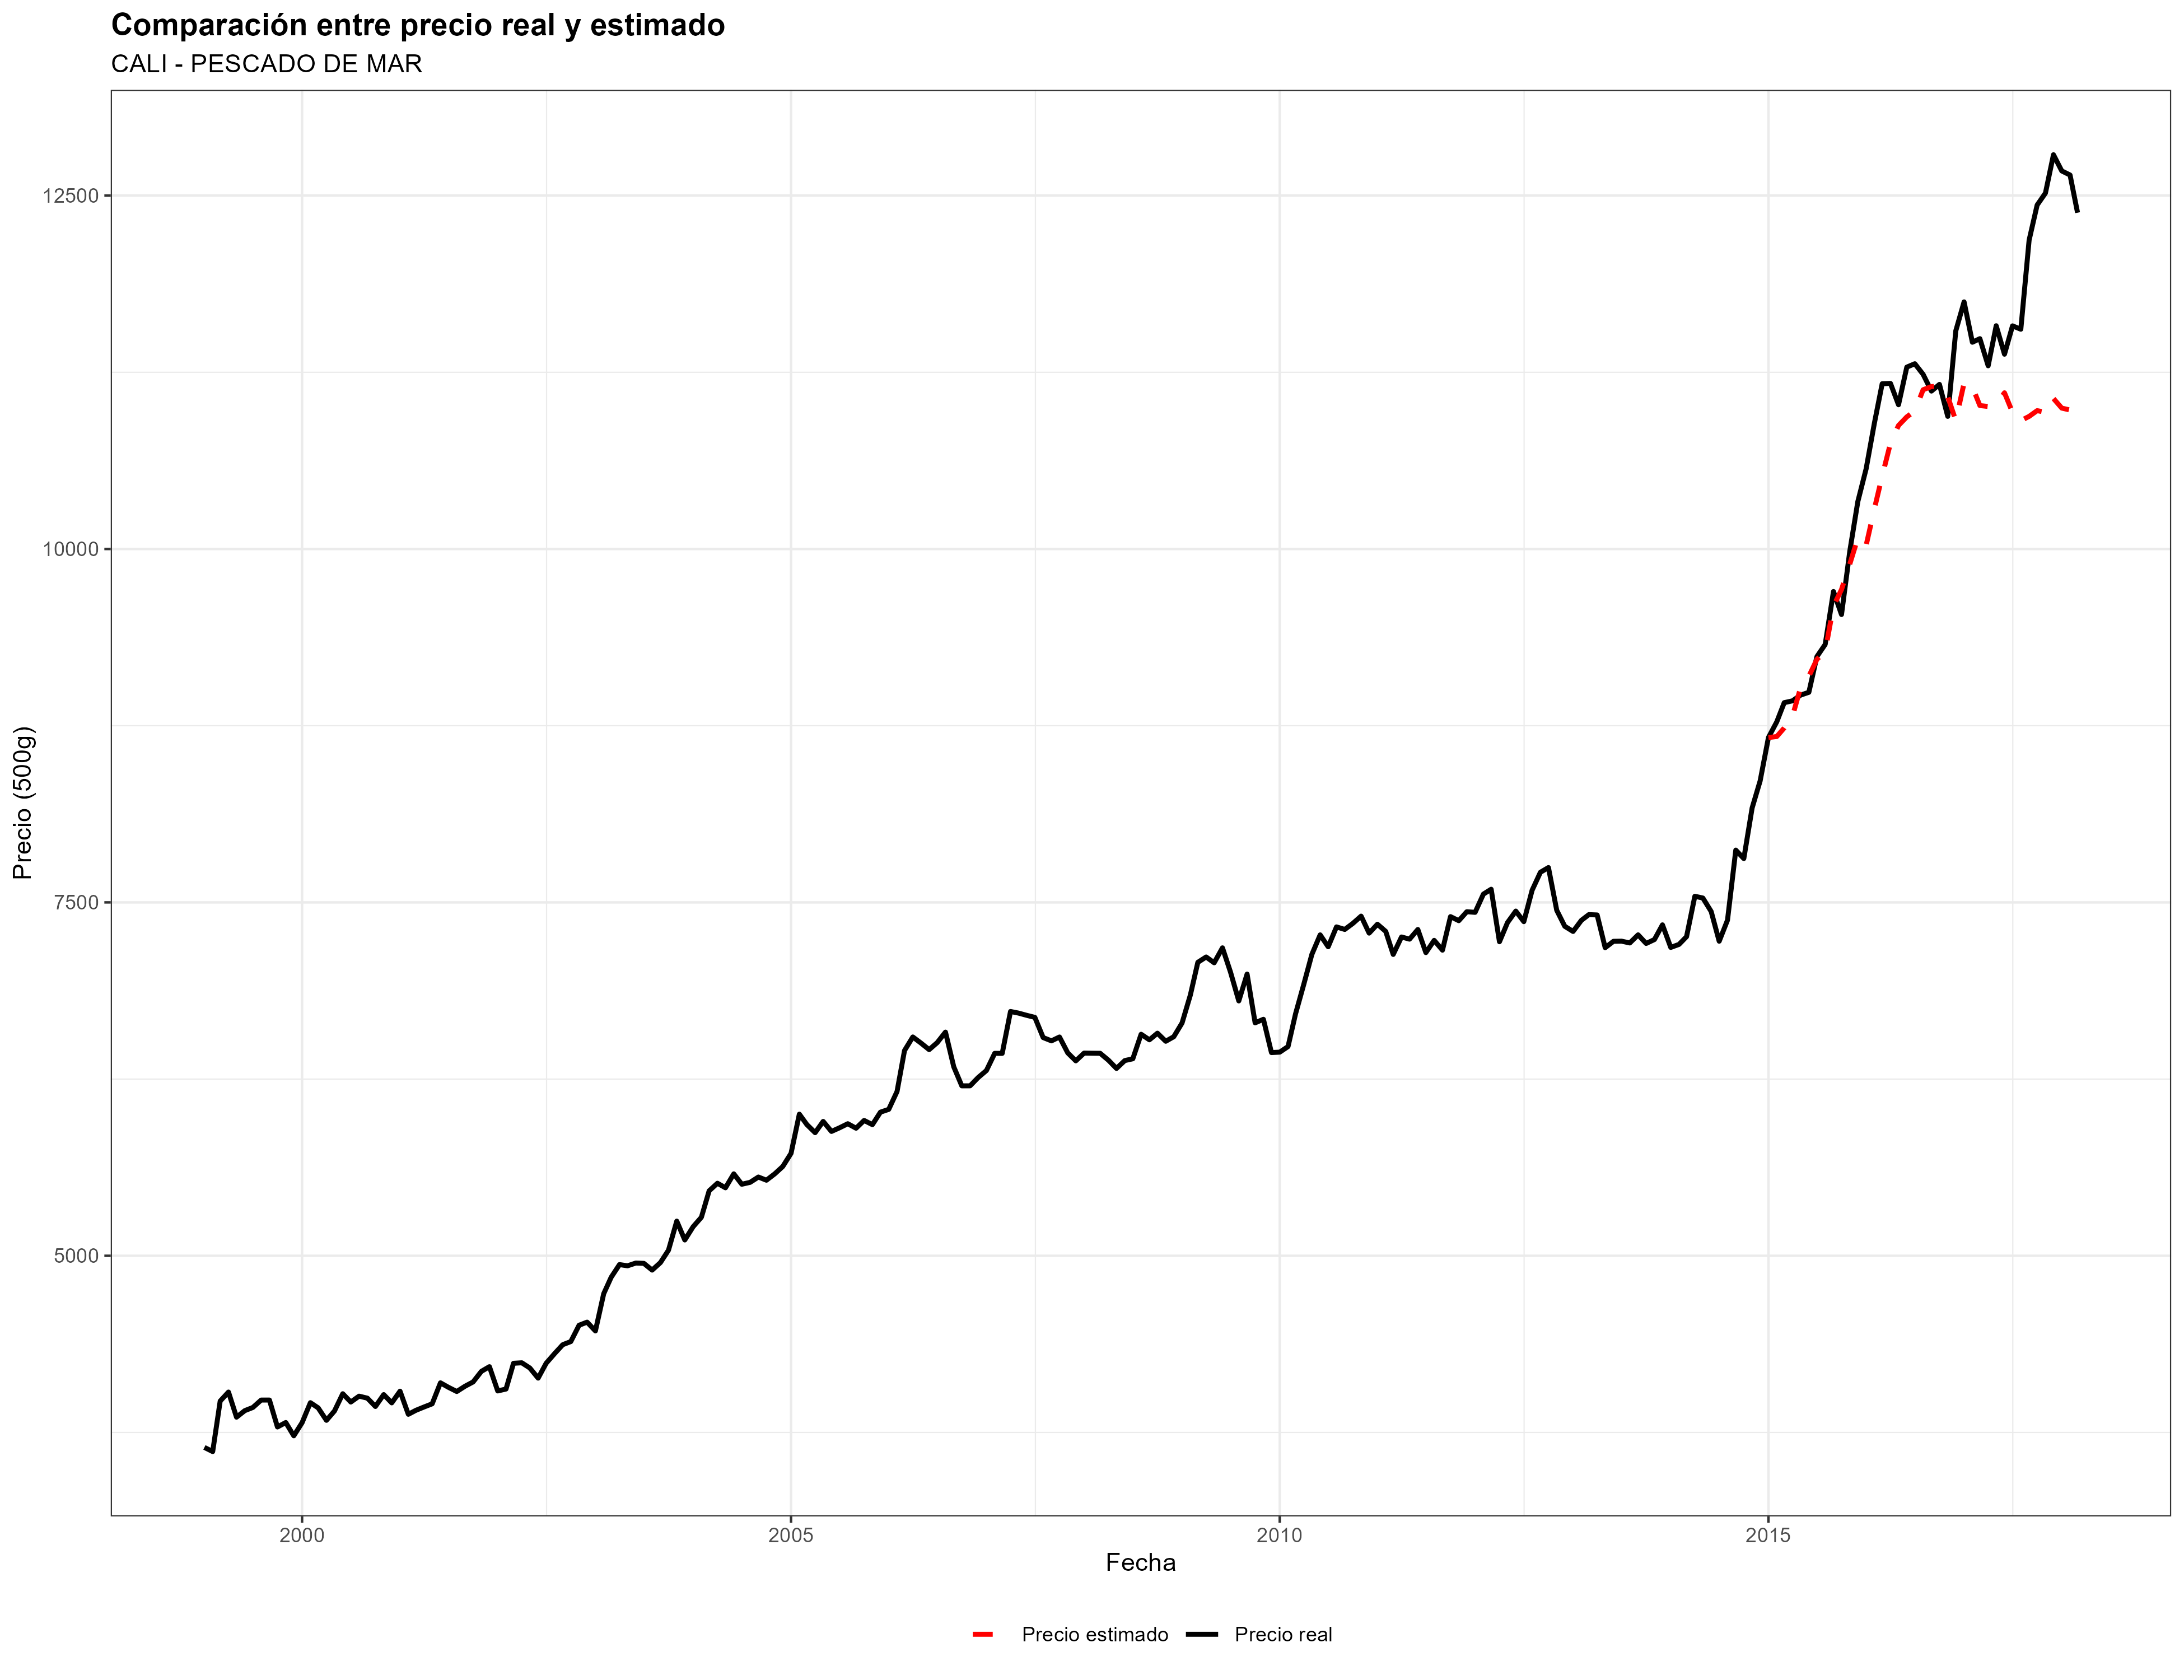 Comparación entre precio real y estimado
CALI - PESCADO DE MAR
Precio (500g)
12500
10000
7500
5000
2000
2005
2010
2015
Fecha
Precio estimado
Precio real